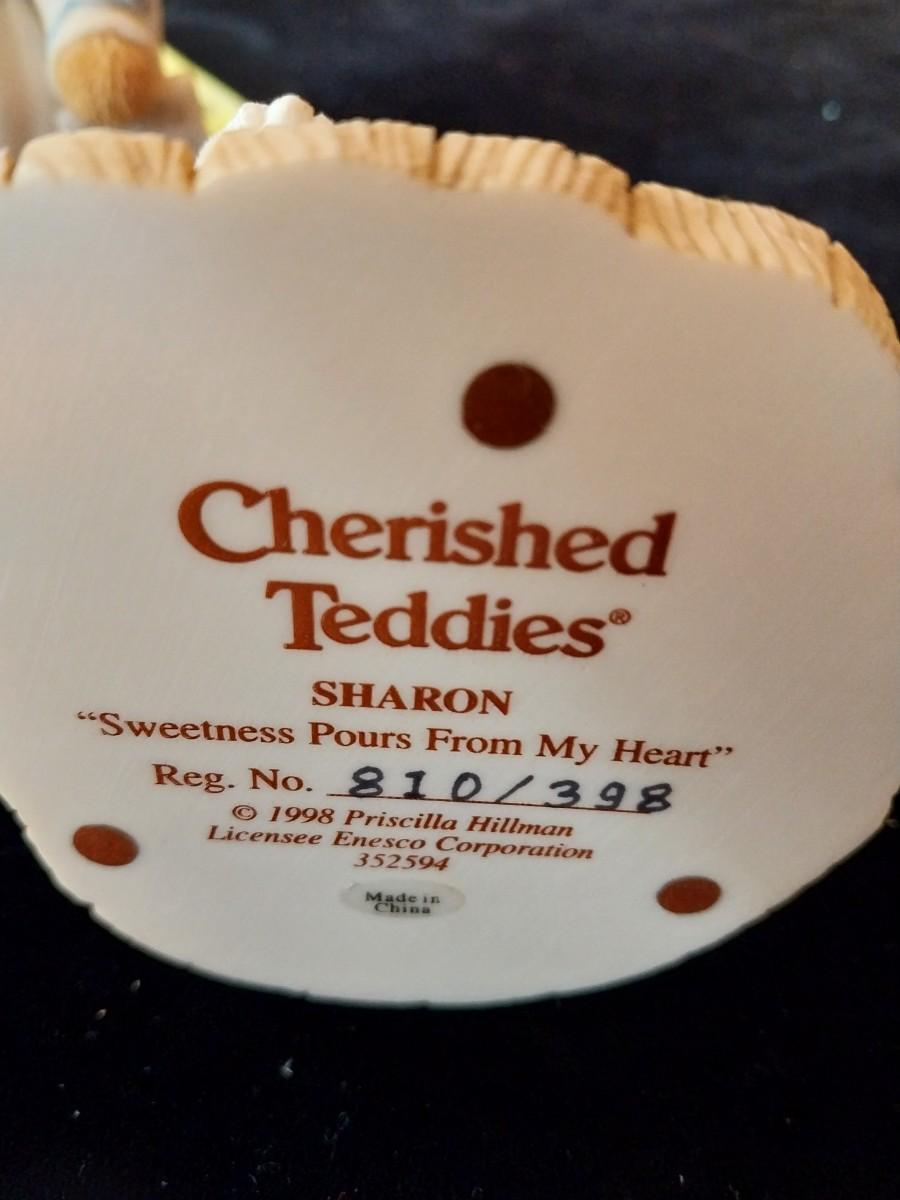 Cherished
Teddies®
SHARON
“Sweetness Pours From My Heart”
Reg. No. 810/398
© 1998 Priscilla Hillman
Licensee Enesco Corporation
352594
Made in
China